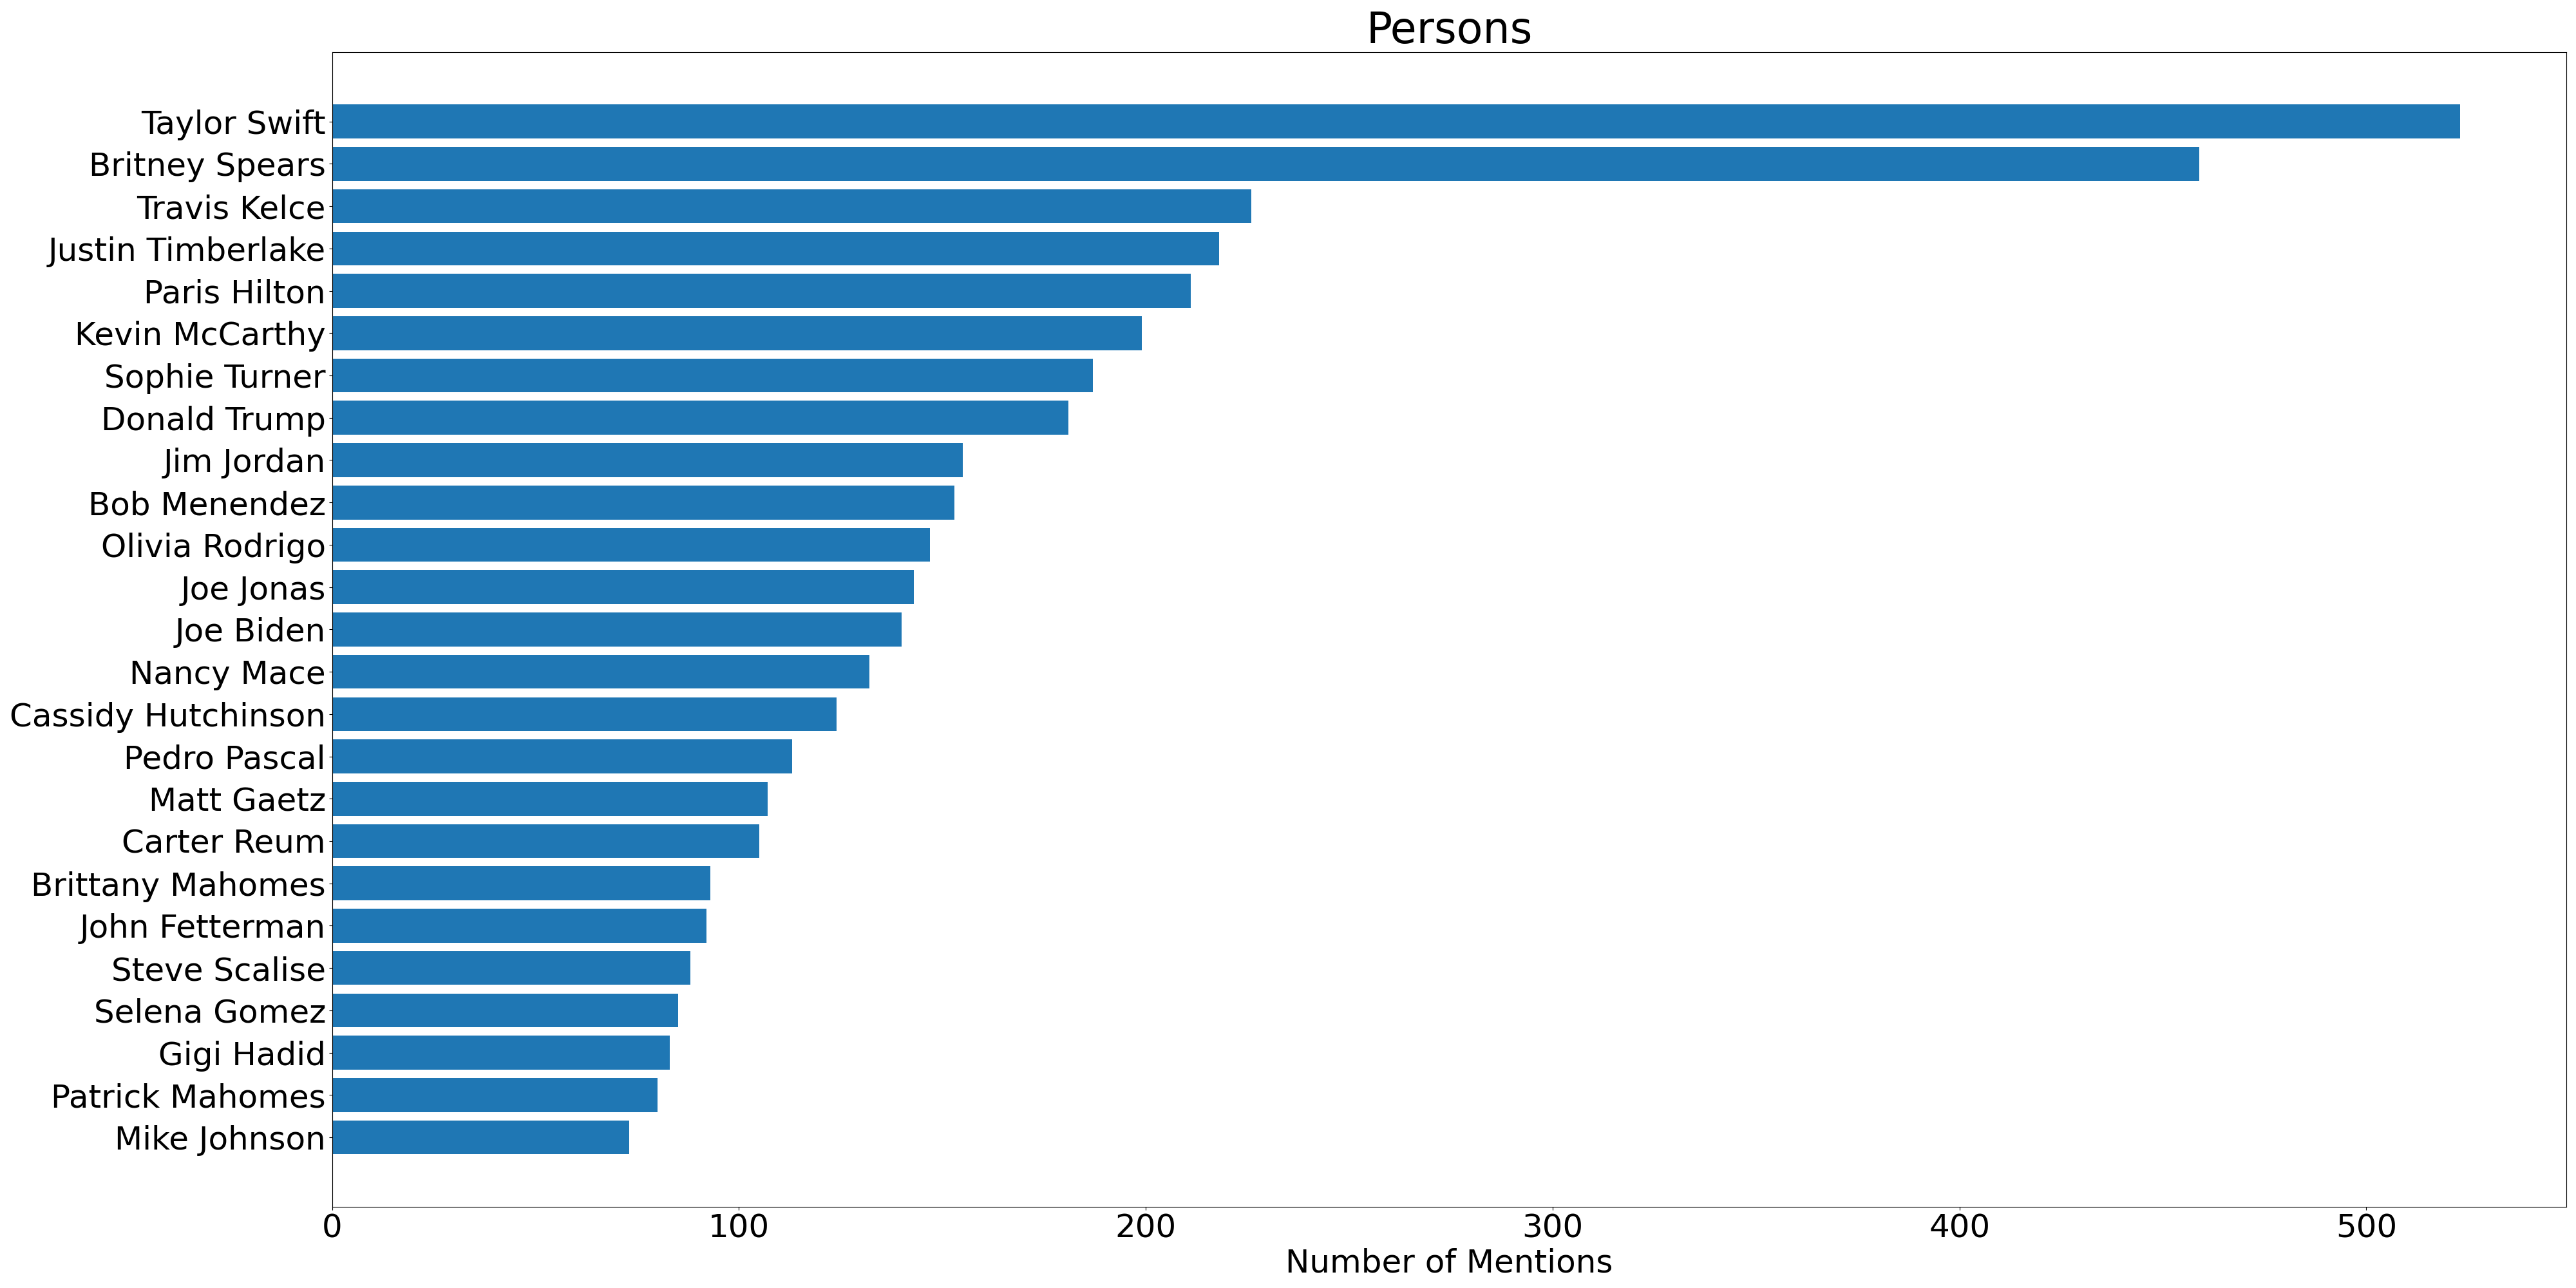 Persons
Taylor Swift
Britney Spears
Travis Kelce
Justin Timberlake
Paris Hilton
Kevin McCarthy
Sophie Turner
Donald Trump
Jim Jordan
Bob Menendez
Olivia Rodrigo
Joe Jonas
Joe Biden
Nancy Mace
Cassidy Hutchinson
Pedro Pascal
Matt Gaetz
Carter Reum
Brittany Mahomes
John Fetterman
Steve Scalise
Selena Gomez
Gigi Hadid
Patrick Mahomes
Mike Johnson
0 100 200 300 400 500
Number of Mentions